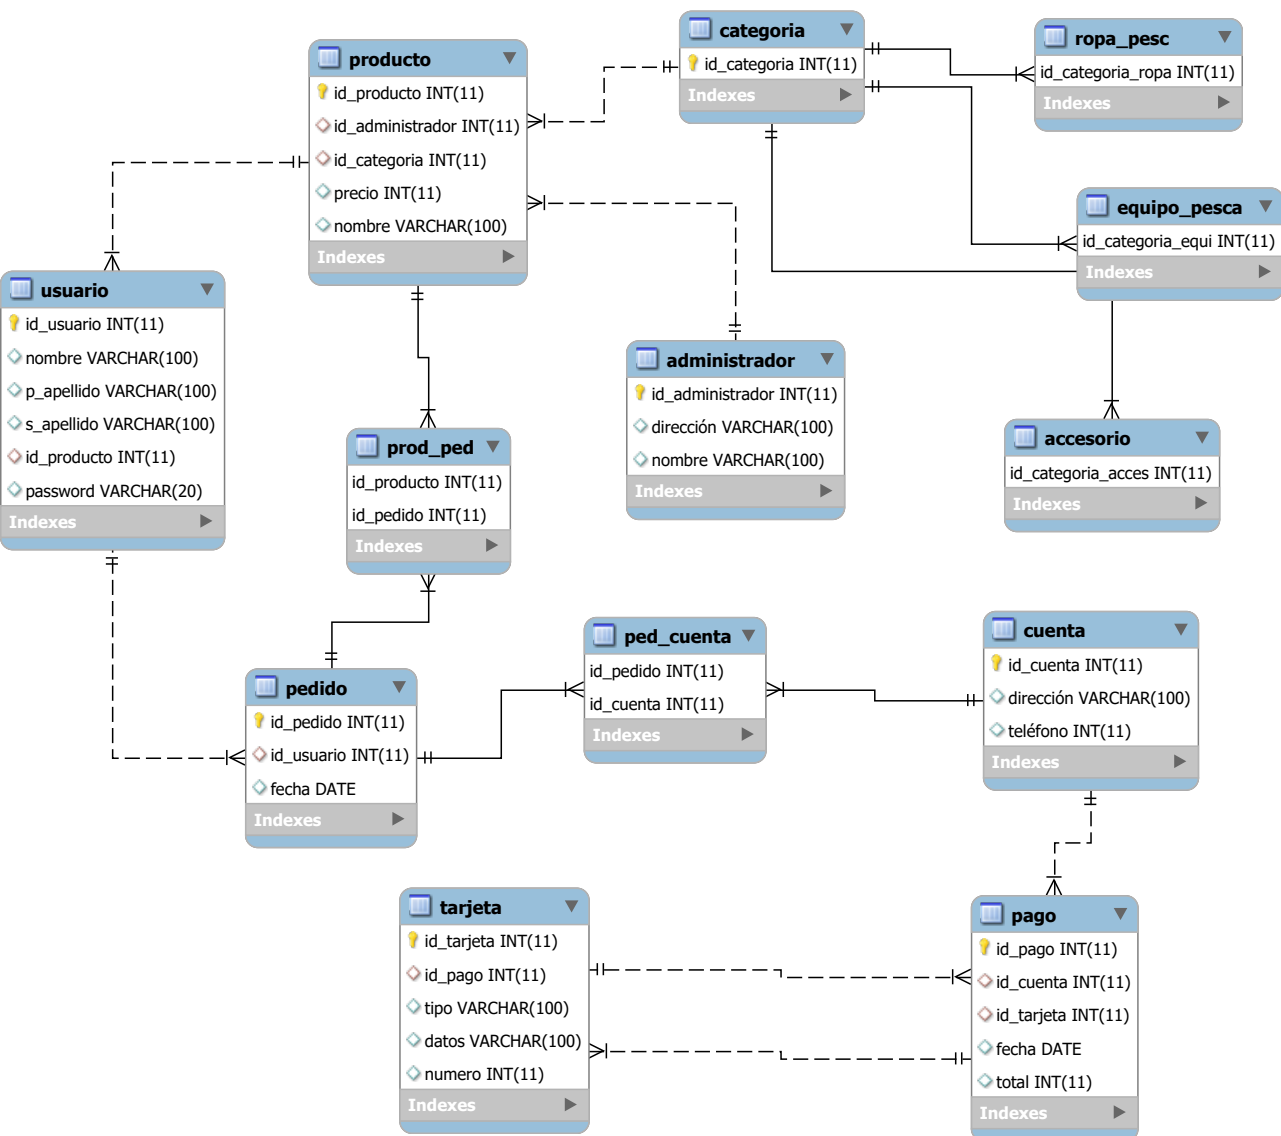 categoria
id_categoria INT(11)
Indexes
ropa_pesc
id_categoria_ropa INT(11)
Indexes
producto
id_producto INT(11)
id_administrador INT(11)
id_categoria INT(11)
precio INT(11)
nombre VARCHAR(100)
Indexes
equipo_pesca
id_categoria_equi INT(11)
Indexes
usuario
id_usuario INT(11)
nombre VARCHAR(100)
p_apellido VARCHAR(100)
s_apellido VARCHAR(100)
id_producto INT(11)
password VARCHAR(20)
Indexes
administrador
id_administrador INT(11)
dirección VARCHAR(100)
nombre VARCHAR(100)
Indexes
prod_ped
id_producto INT(11)
id_pedido INT(11)
Indexes
accesorio
id_categoria_acces INT(11)
Indexes
ped_cuenta
id_pedido INT(11)
id_cuenta INT(11)
Indexes
cuenta
id_cuenta INT(11)
dirección VARCHAR(100)
teléfono INT(11)
Indexes
pedido
id_pedido INT(11)
id_usuario INT(11)
fecha DATE
Indexes
tarjeta
id_tarjeta INT(11)
id_pago INT(11)
tipo VARCHAR(100)
datos VARCHAR(100)
numero INT(11)
Indexes
pago
id_pago INT(11)
id_cuenta INT(11)
id_tarjeta INT(11)
fecha DATE
total INT(11)
Indexes